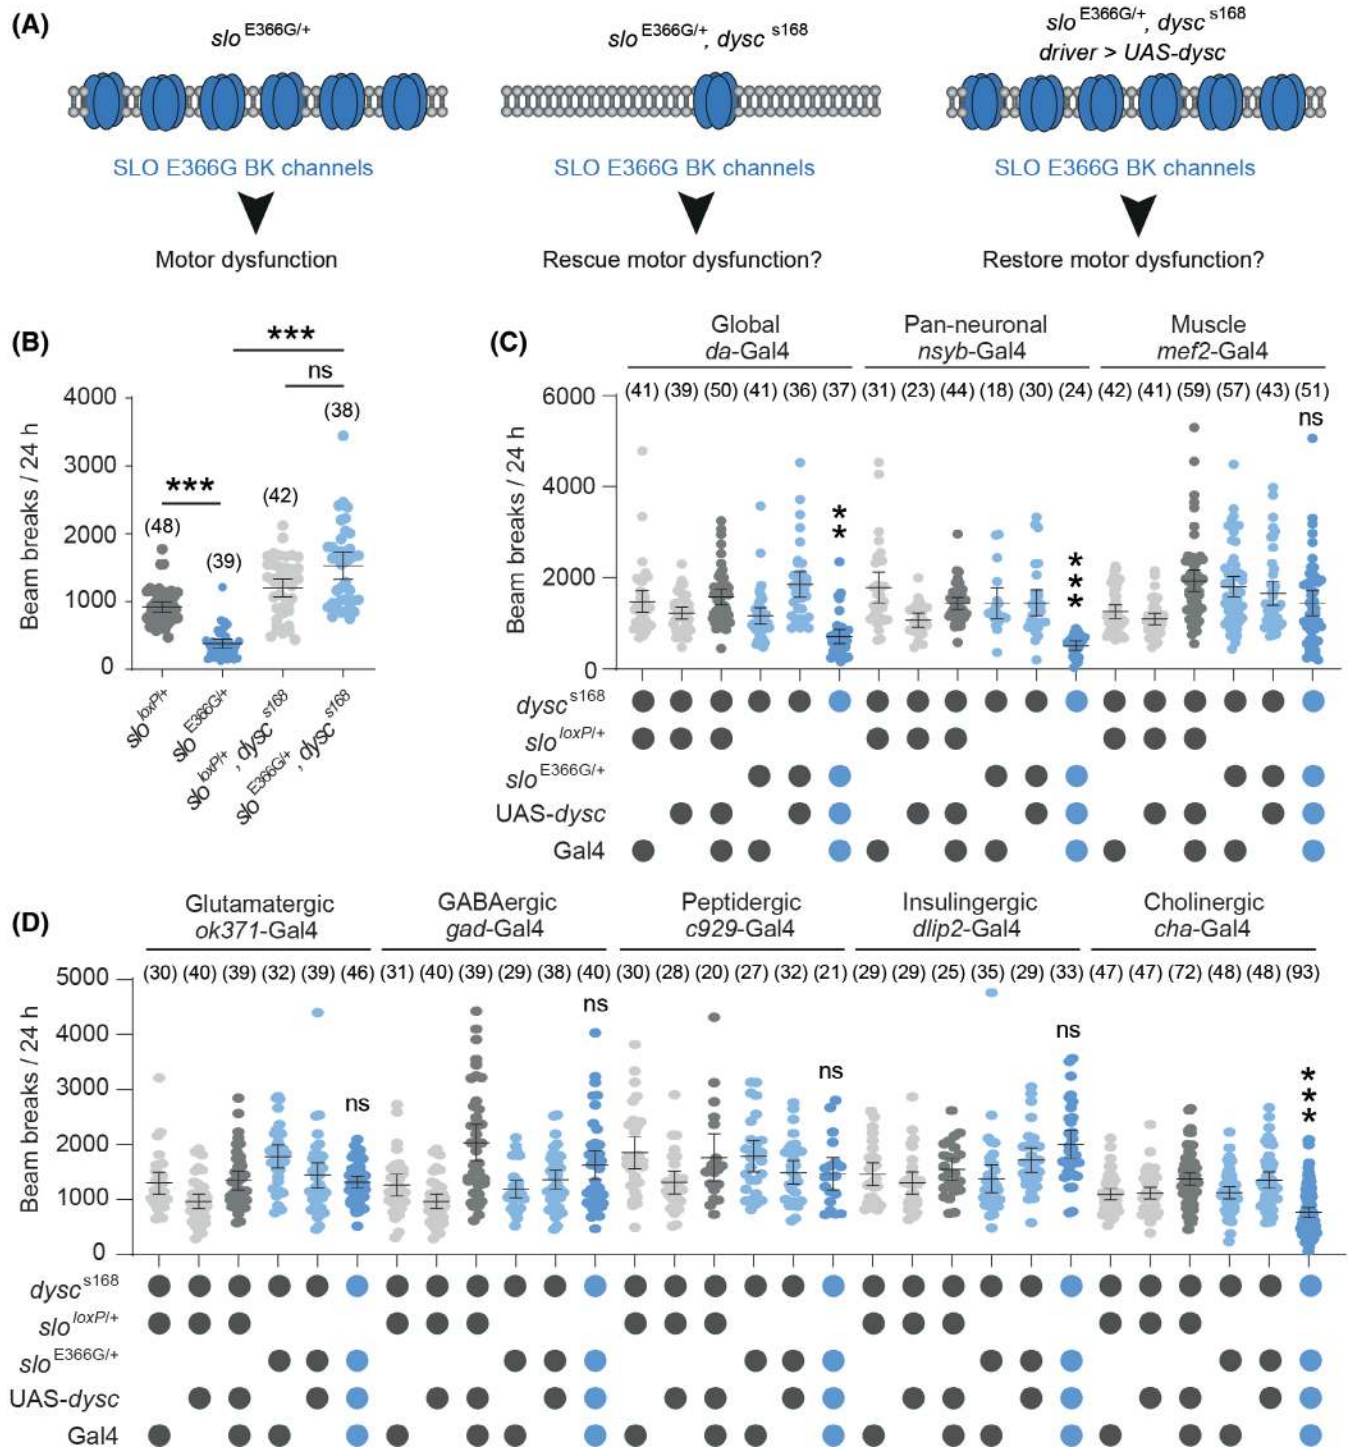 (A)
slo E366G/+
slo E366G/+, dysc s168
slo E366G/+, dysc s168
driver > UAS-dysc
SLO E366G BK channels
SLO E366G BK channels
SLO E366G BK channels
Motor dysfunction
Rescue motor dysfunction?
Restore motor dysfunction?
(B)
***
ns
4000
(38)
3000
***
(42)
(48)
2000
(39)
1000
0
Beam breaks / 24 h
slo loxP/+
slo E366G/+
slo loxP/+, dysc s168
slo E366G/+, dysc s168
(C)
Global
da-Gal4
Pan-neuronal
nsyb-Gal4
Muscle
mef2-Gal4
(41) (39) (50) (41) (36) (37) (31) (23) (44) (18) (30) (24) (42) (41) (59) (57) (43) (51)
6000
ns
4000
**
***
2000
0
Beam breaks / 24 h
dysc s168
slo loxP/+
slo E366G/+
UAS-dysc
Gal4
(D)
Glutamatergic
ok371-Gal4
GABAergic
gad-Gal4
Peptidergic
c929-Gal4
Insulingergic
dlip2-Gal4
Cholinergic
cha-Gal4
(30) (40) (39) (32) (39) (46) (31) (40) (39) (29) (38) (40) (30) (28) (20) (27) (32) (21) (29) (29) (25) (35) (29) (33) (47) (47) (72) (48) (48) (93)
5000
ns
4000
ns
3000
ns
ns
***
2000
1000
0
Beam breaks / 24 h
dysc s168
slo loxP/+
slo E366G/+
UAS-dysc
Gal4